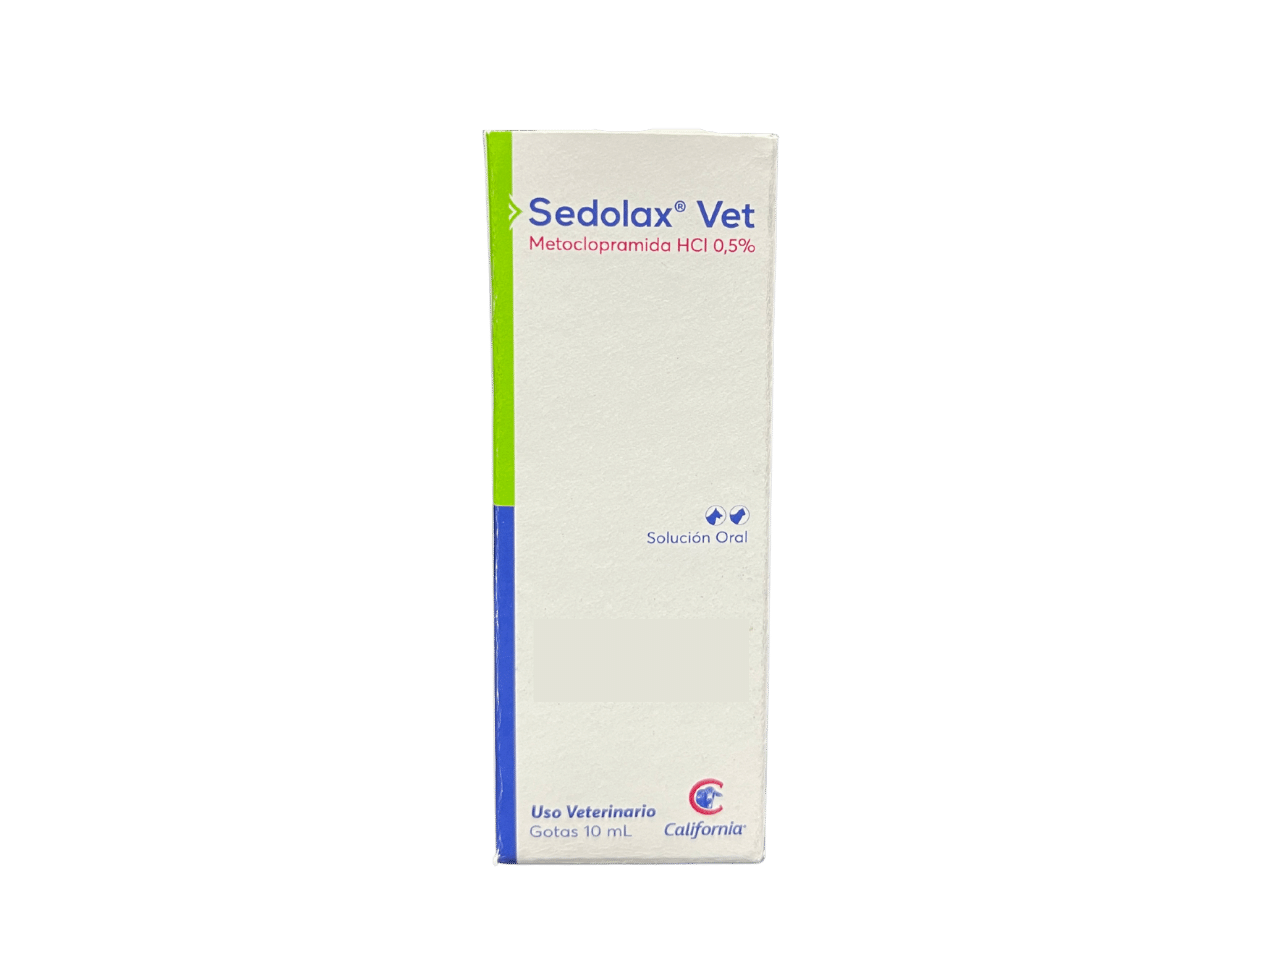 Sedolax® Vet
Metoclopramida HCl 0,5%
Solución Oral
Uso Veterinario
Gotas 10 mL
California®